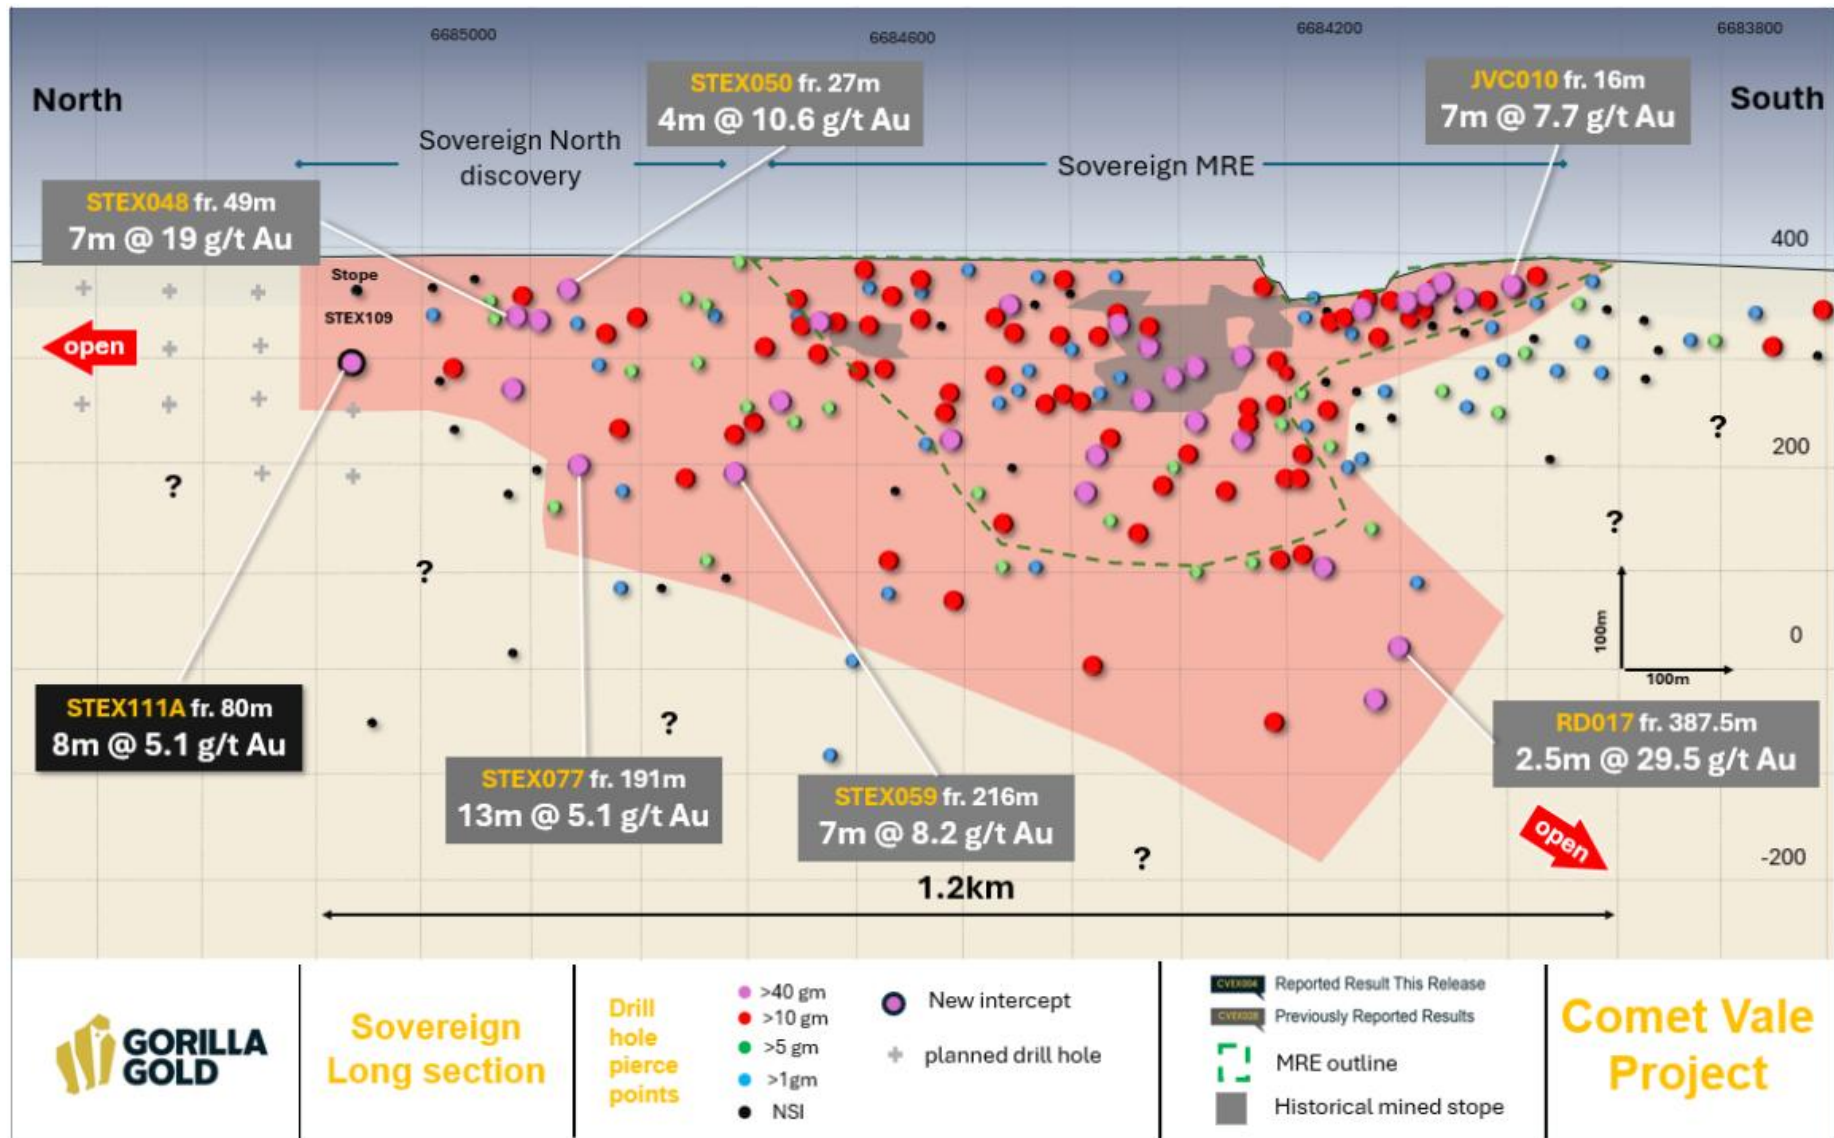 6685000
6684600
6684200
6683800
North
South
STEX050 fr. 27m
4m @ 10.6 g/t Au
JVC010 fr. 16m
7m @ 7.7 g/t Au
Sovereign North
discovery
Sovereign MRE
STEX048 fr. 49m
7m @ 19 g/t Au
400
Stope
STEX109
open
?
?
200
?
?
0
100m
100m
STEX111A fr. 80m
8m @ 5.1 g/t Au
?
RD017 fr. 387.5m
2.5m @ 29.5 g/t Au
STEX077 fr. 191m
13m @ 5.1 g/t Au
STEX059 fr. 216m
7m @ 8.2 g/t Au
open
?
-200
1.2km
GORILLA
GOLD
Sovereign
Long section
Drill
hole
pierce
points
>40 gm
>10 gm
>5 gm
>1gm
NSI
New intercept
planned drill hole
CVEX004 Reported Result This Release
CVEX028 Previously Reported Results
MRE outline
Historical mined stope
Comet Vale
Project